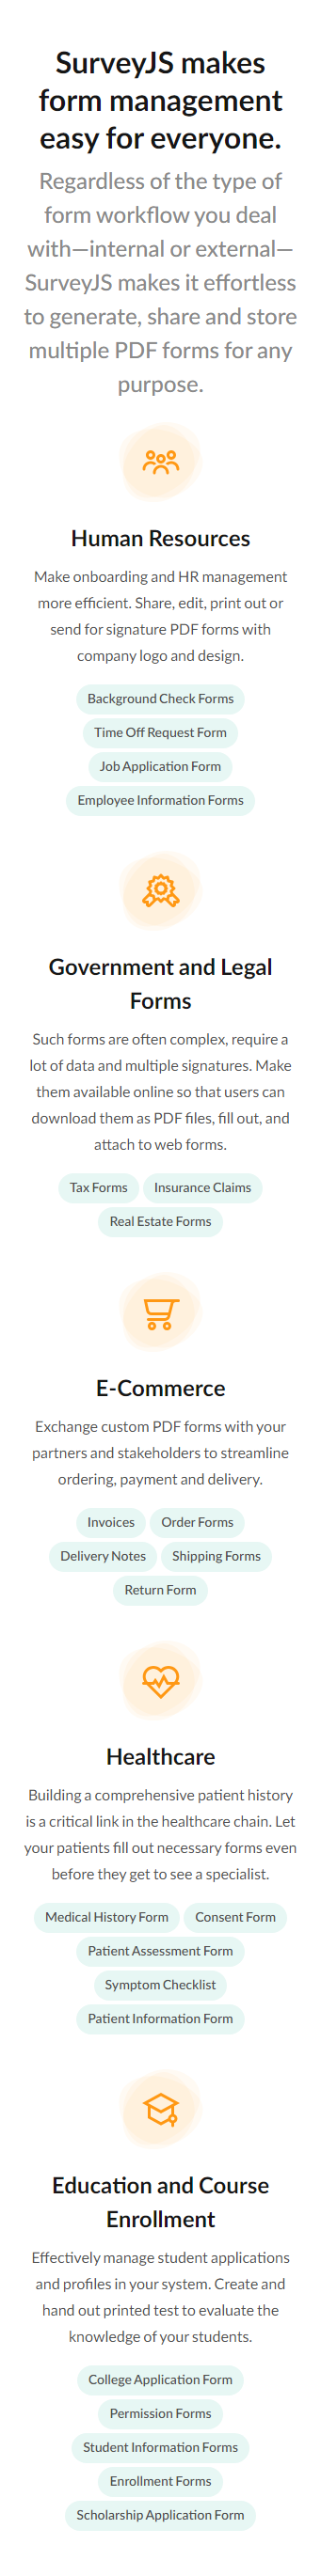 SurveyJS makes
form management
easy for everyone.
Regardless of the type of
form workflow you deal
with—internal or external—
SurveyJS makes it effortless
to generate, share and store
multiple PDF forms for any
purpose.
Human Resources
Make onboarding and HR management
more efficient. Share, edit, print out or
send for signature PDF forms with
company logo and design.
Background Check Forms
Time Off Request Form
Job Application Form
Employee Information Forms
Government and Legal
Forms
Such forms are often complex, require a
lot of data and multiple signatures. Make
them available online so that users can
download them as PDF files, fill out, and
attach to web forms.
Tax Forms Insurance Claims
Real Estate Forms
E-Commerce
Exchange custom PDF forms with your
partners and stakeholders to streamline
ordering, payment and delivery.
Invoices Order Forms
Delivery Notes Shipping Forms
Return Form
Healthcare
Building a comprehensive patient history
is a critical link in the healthcare chain. Let
your patients fill out necessary forms even
before they get to see a specialist.
Medical History Form Consent Form
Patient Assessment Form
Symptom Checklist
Patient Information Form
Education and Course
Enrollment
Effectively manage student applications
and profiles in your system. Create and
hand out printed test to evaluate the
knowledge of your students.
College Application Form
Permission Forms
Student Information Forms
Enrollment Forms
Scholarship Application Form